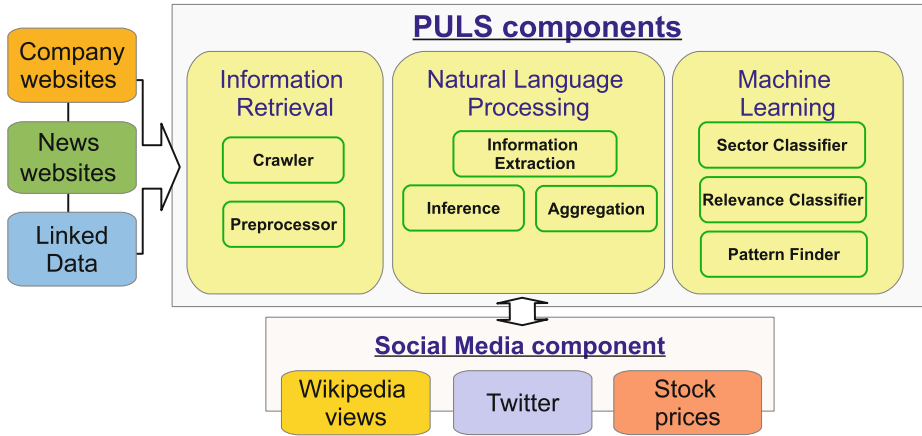 Company
websites
News
websites
Linked
Data
PULS components
Information
Retrieval
Crawler
Preprocessor
Natural Language
Processing
Information
Extraction
Inference
Aggregation
Machine
Learning
Sector Classifier
Relevance Classifier
Pattern Finder
Social Media component
Wikipedia
views
Twitter
Stock
prices